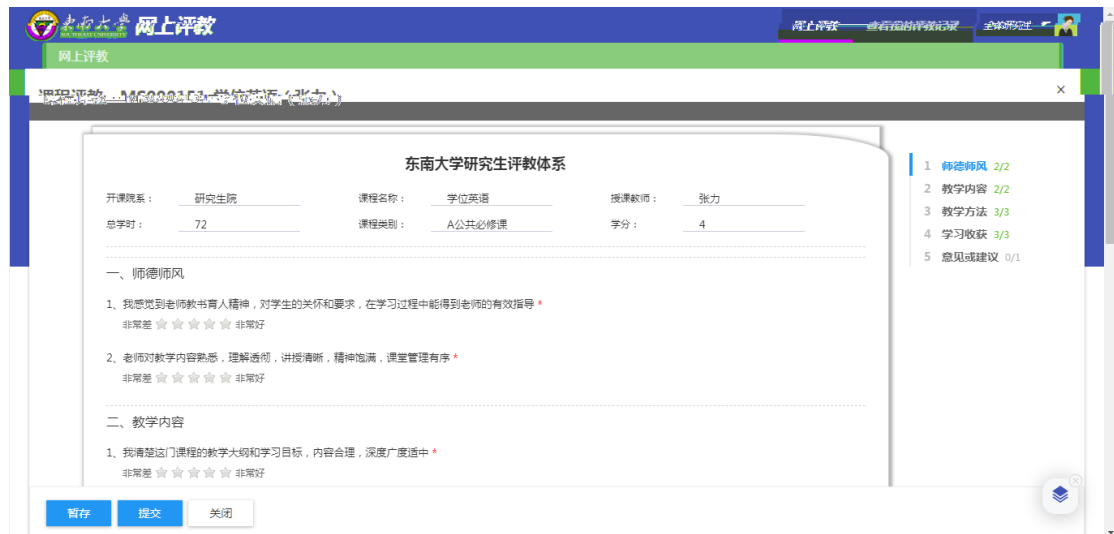 东南大学 网上评教
网上评教 查看我的评教记录
网上评教
课程评教 (张力) ×
东南大学研究生评教体系
开课院系： 研究生院 课程名称： 学位英语 授课教师： 张力
总学时： 72 课程类别： A公共必修课 学分： 4
一、师德师风
1、我感觉到老师教书育人精神，对学生的关怀和要求，在学习过程中能得到老师的有效指导 *
非常差 非常好
2、老师对教学内容熟悉，理解透彻，讲授清晰，精神饱满，课堂管理有序 *
非常差 非常好
二、教学内容
1、我清楚这门课程的教学大纲和学习目标，内容合理，深度广度适中 *
非常差 非常好
1 师德师风 2/2
2 教学内容 2/2
3 教学方法 3/3
4 学习收获 3/3
5 意见或建议 0/1
暂存 提交 关闭